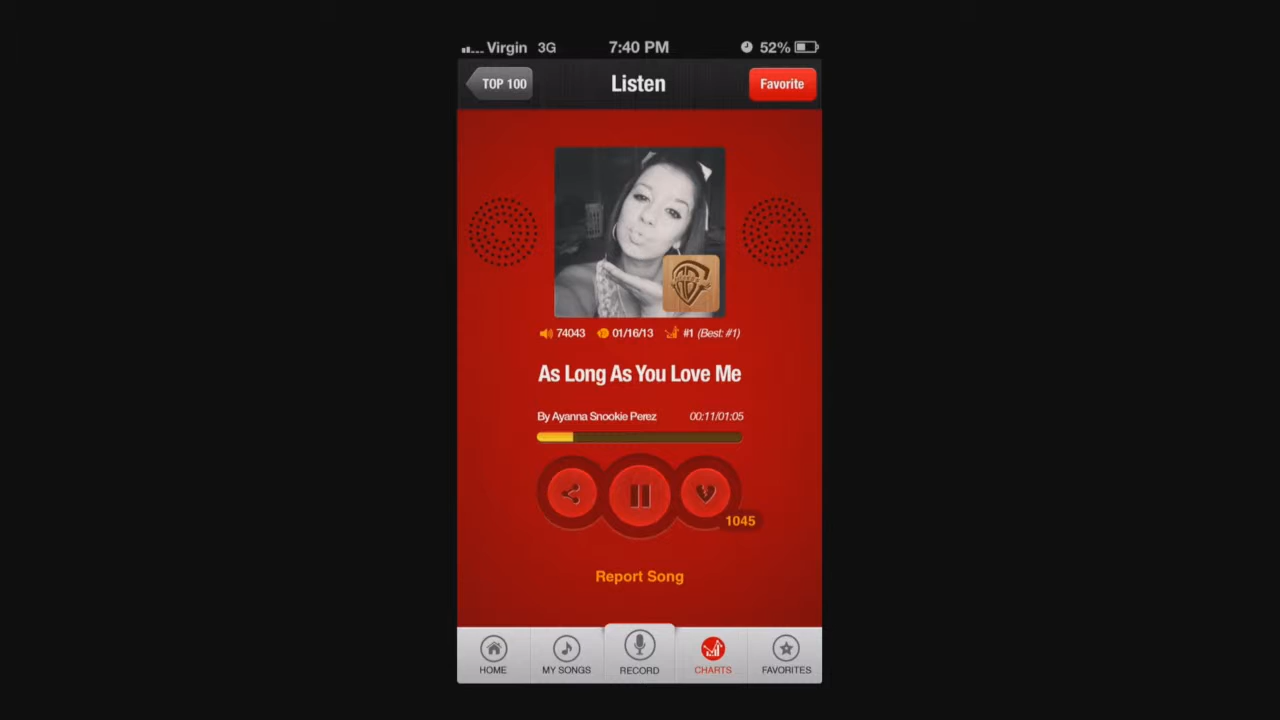 Virgin 3G 7:40 PM 52%
TOP 100 Listen Favorite
74043 01/16/13 #1 (Best: #1)
As Long As You Love Me
By Ayanna Snookie Perez 00:11/01:05
1045
Report Song
HOME MY SONGS RECORD CHARTS FAVORITES